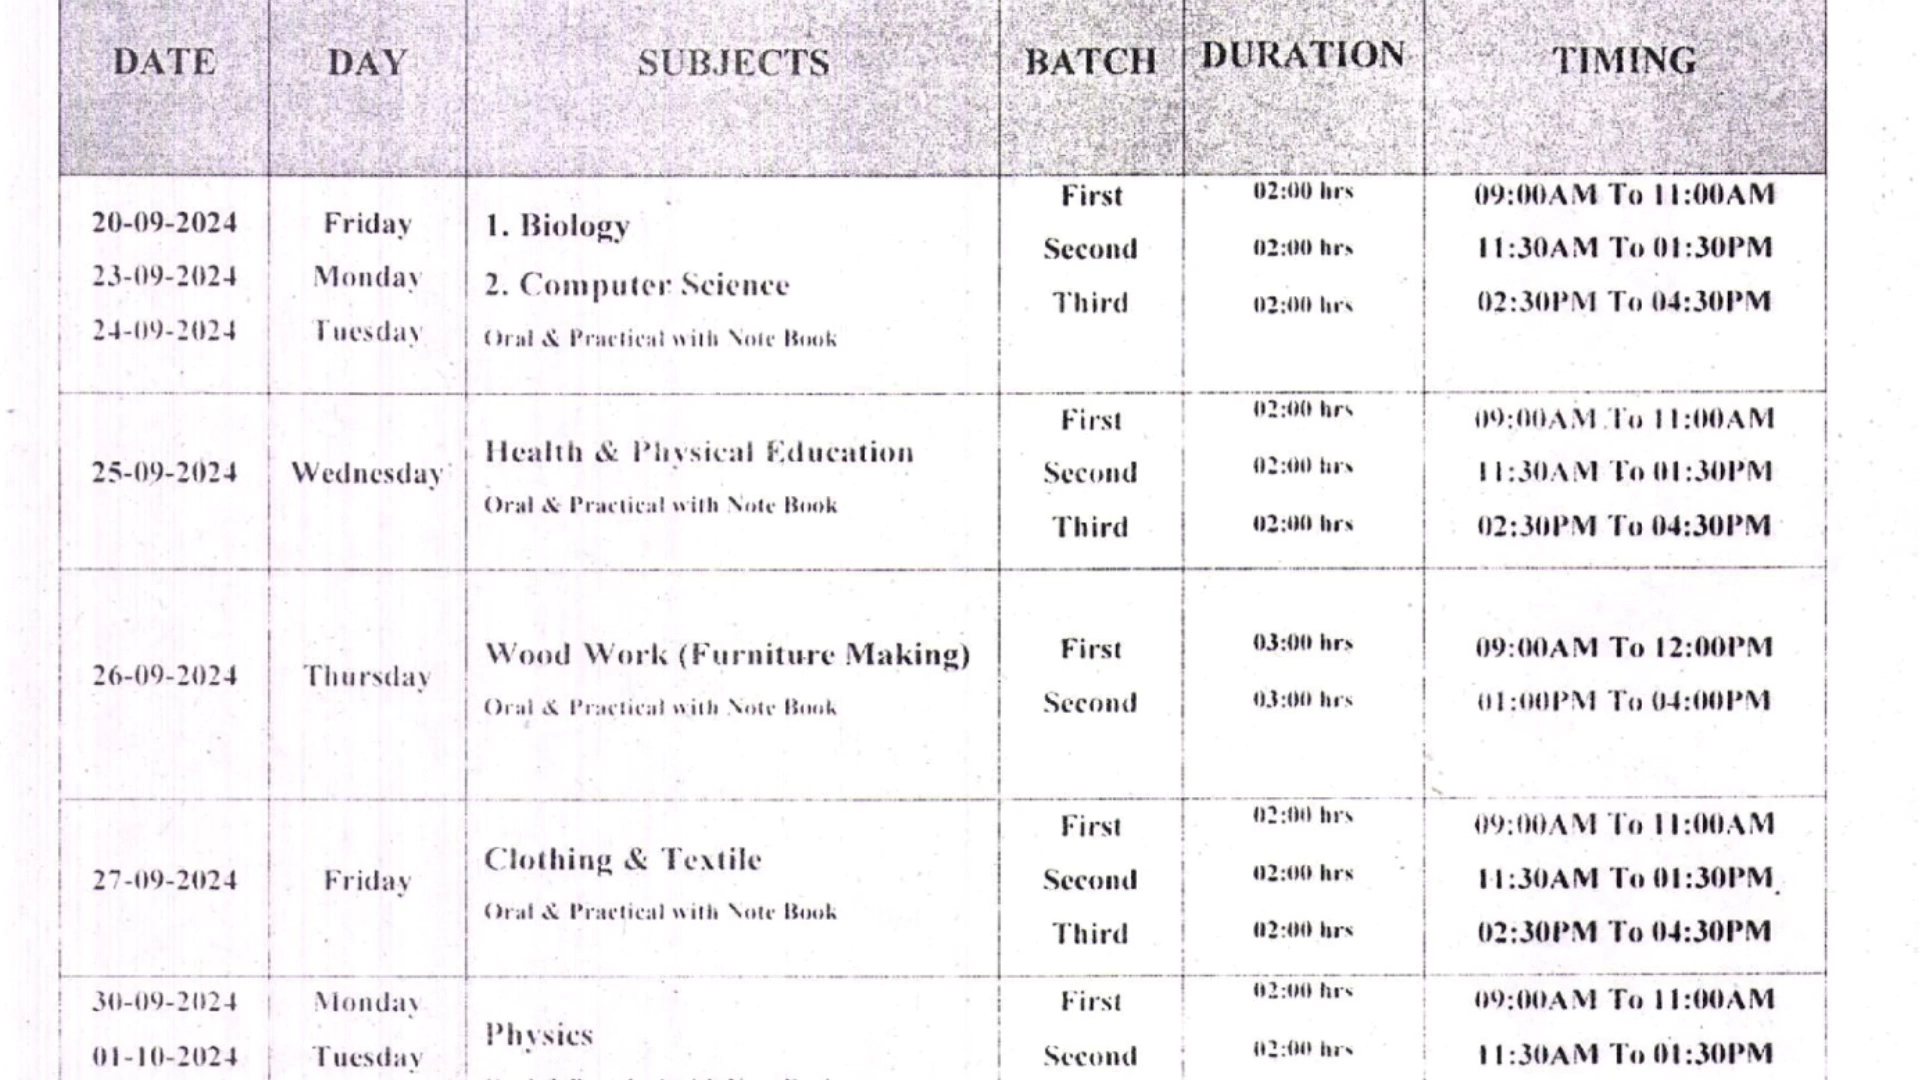 DATE DAY SUBJECTS BATCH DURATION TIMING
20-09-2024 Friday 1. Biology First 02:00 hrs 09:00AM To 11:00AM
23-09-2024 Monday 2. Computer Science Second 02:00 hrs 11:30AM To 01:30PM
24-09-2024 Tuesday Oral & Practical with Note Book Third 02:00 hrs 02:30PM To 04:30PM
First 02:00 hrs 09:00AM To 11:00AM
25-09-2024 Wednesday Health & Physical Education Second 02:00 hrs 11:30AM To 01:30PM
Oral & Practical with Note Book Third 02:00 hrs 02:30PM To 04:30PM
26-09-2024 Thursday Wood Work (Furniture Making) First 03:00 hrs 09:00AM To 12:00PM
Oral & Practical with Note Book Second 03:00 hrs 01:00PM To 04:00PM
First 02:00 hrs 09:00AM To 11:00AM
27-09-2024 Friday Clothing & Textile Second 02:00 hrs 11:30AM To 01:30PM
Oral & Practical with Note Book Third 02:00 hrs 02:30PM To 04:30PM
30-09-2024 Monday Physics First 02:00 hrs 09:00AM To 11:00AM
01-10-2024 Tuesday Second 02:00 hrs 11:30AM To 01:30PM